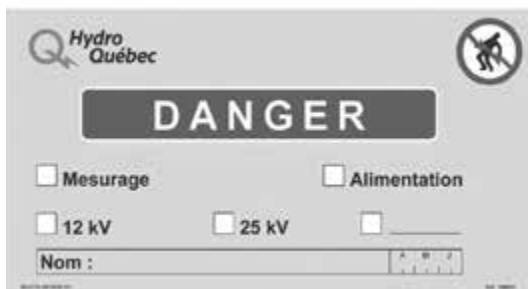 Hydro
Québec
DANGER
Mesurage
Alimentation
12 kV
25 kV
Nom :
A M J